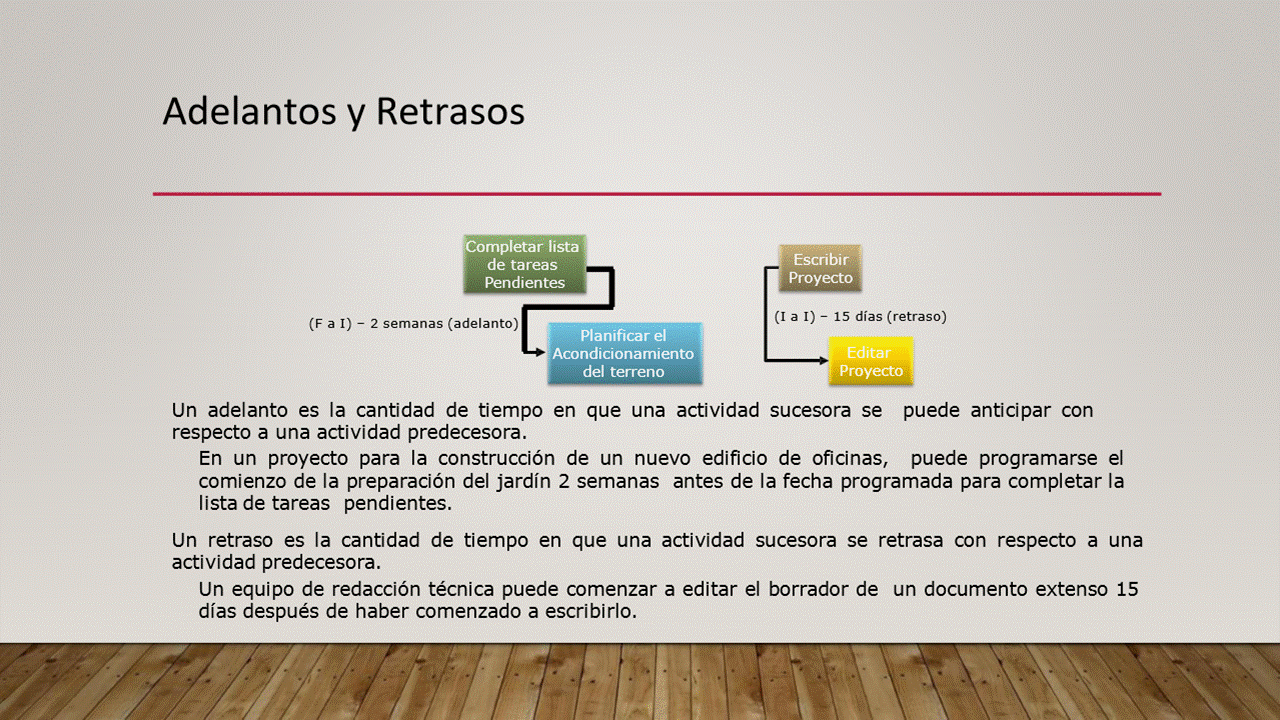 Adelantos y Retrasos
Completar lista
de tareas
Pendientes
(F a I) – 2 semanas (adelanto)
Planificar el
Acondicionamiento
del terreno
Escribir
Proyecto
(I a I) – 15 días (retraso)
Editar
Proyecto
Un adelanto es la cantidad de tiempo en que una actividad sucesora se puede anticipar con
respecto a una actividad predecesora.
En un proyecto para la construcción de un nuevo edificio de oficinas, puede programarse el
comienzo de la preparación del jardín 2 semanas antes de la fecha programada para completar la
lista de tareas pendientes.
Un retraso es la cantidad de tiempo en que una actividad sucesora se retrasa con respecto a una
actividad predecesora.
Un equipo de redacción técnica puede comenzar a editar el borrador de un documento extenso 15
días después de haber comenzado a escribirlo.